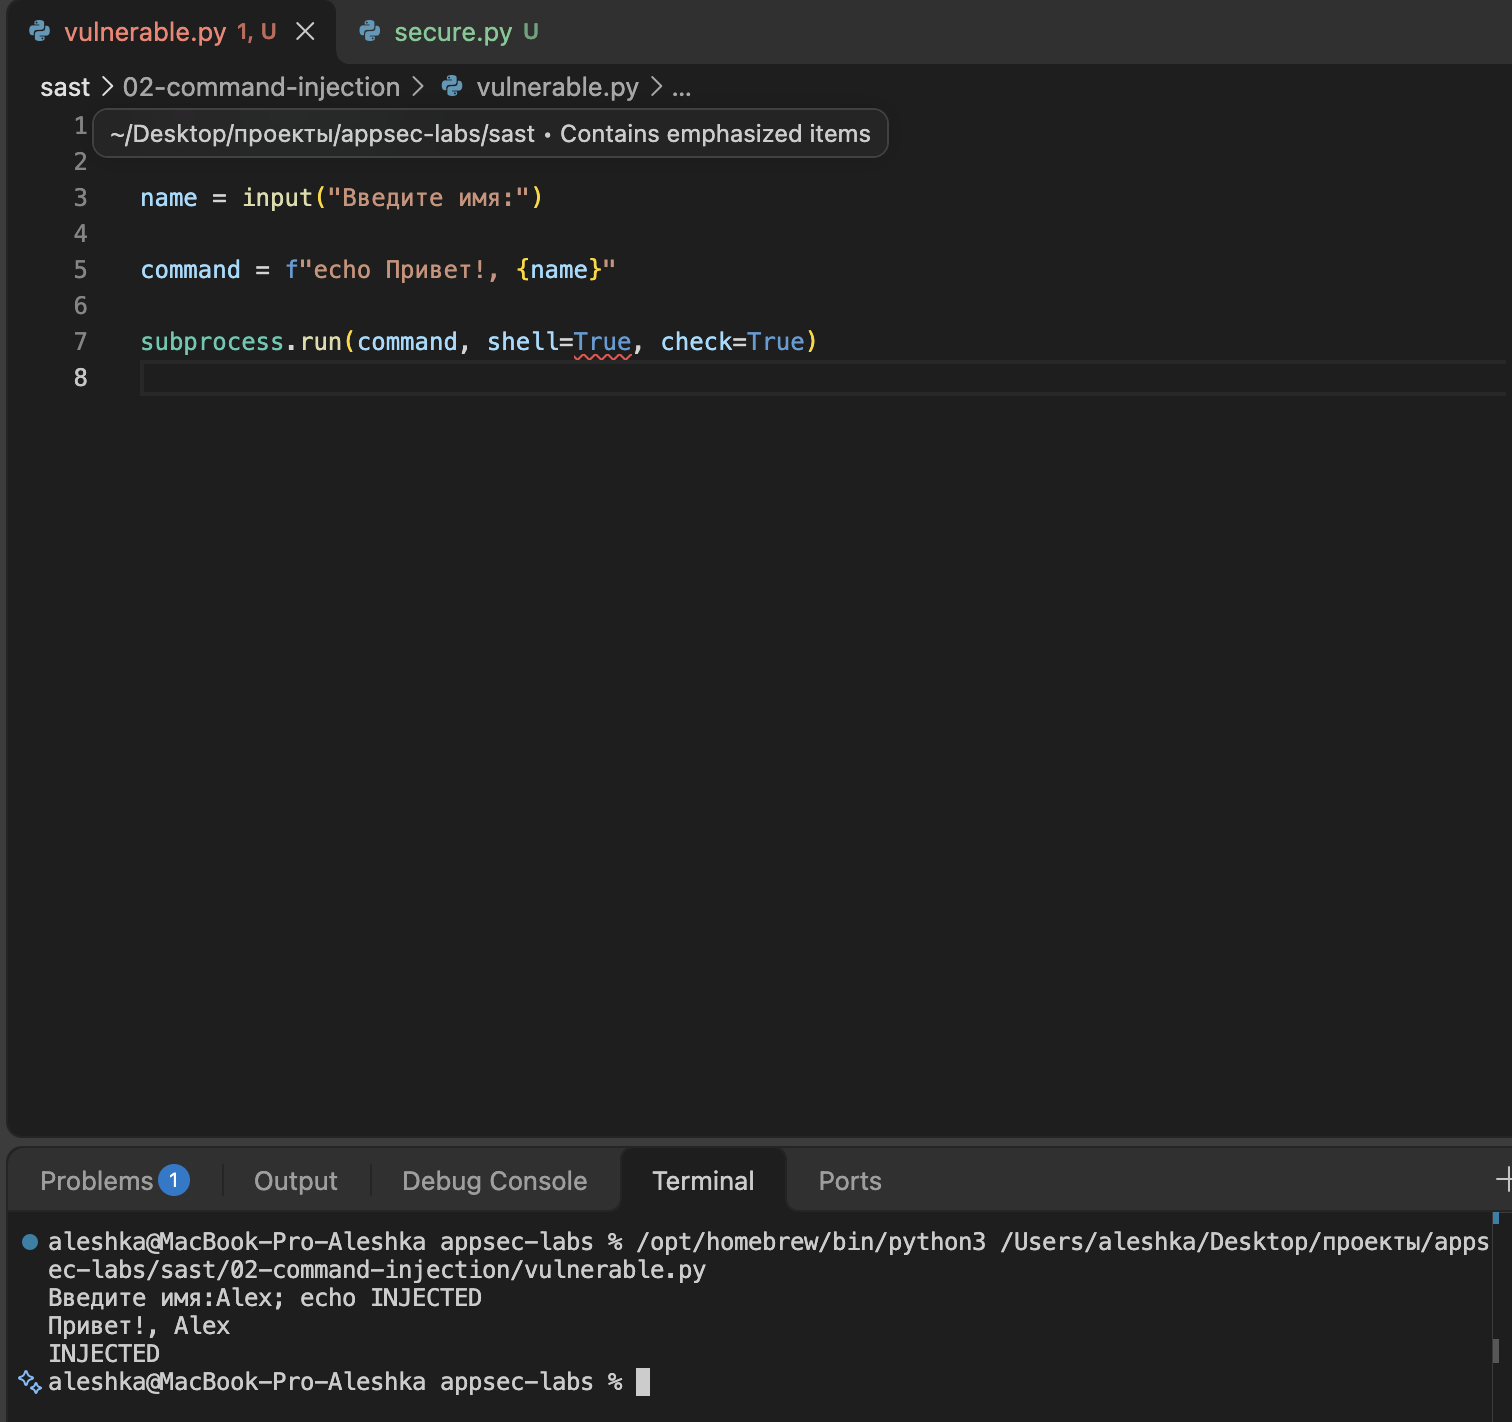 vulnerable.py 1, U
secure.py U
sast > 02-command-injection > vulnerable.py > ...
1
~/Desktop/проекты/appsec-labs/sast • Contains emphasized items
2
3 name = input("Введите имя:")
4
5 command = f"echo Привет!, {name}"
6
7 subprocess.run(command, shell=True, check=True)
8
Problems 1 Output Debug Console Terminal Ports
aleshka@MacBook-Pro-Aleshka appsec-labs % /opt/homebrew/bin/python3 /Users/aleshka/Desktop/проекты/apps
ec-labs/sast/02-command-injection/vulnerable.py
Введите имя:Alex; echo INJECTED
Привет!, Alex
INJECTED
aleshka@MacBook-Pro-Aleshka appsec-labs %